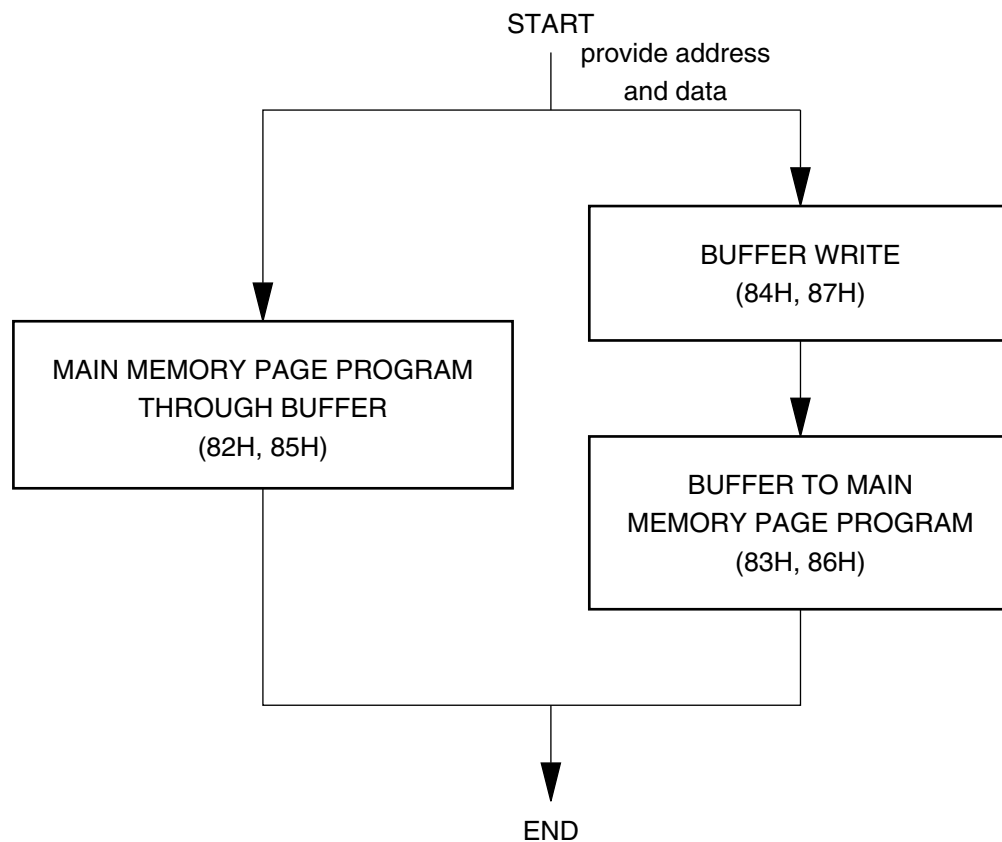 START
provide address
and data
BUFFER WRITE
(84H, 87H)
MAIN MEMORY PAGE PROGRAM
THROUGH BUFFER
(82H, 85H)
BUFFER TO MAIN
MEMORY PAGE PROGRAM
(83H, 86H)
END